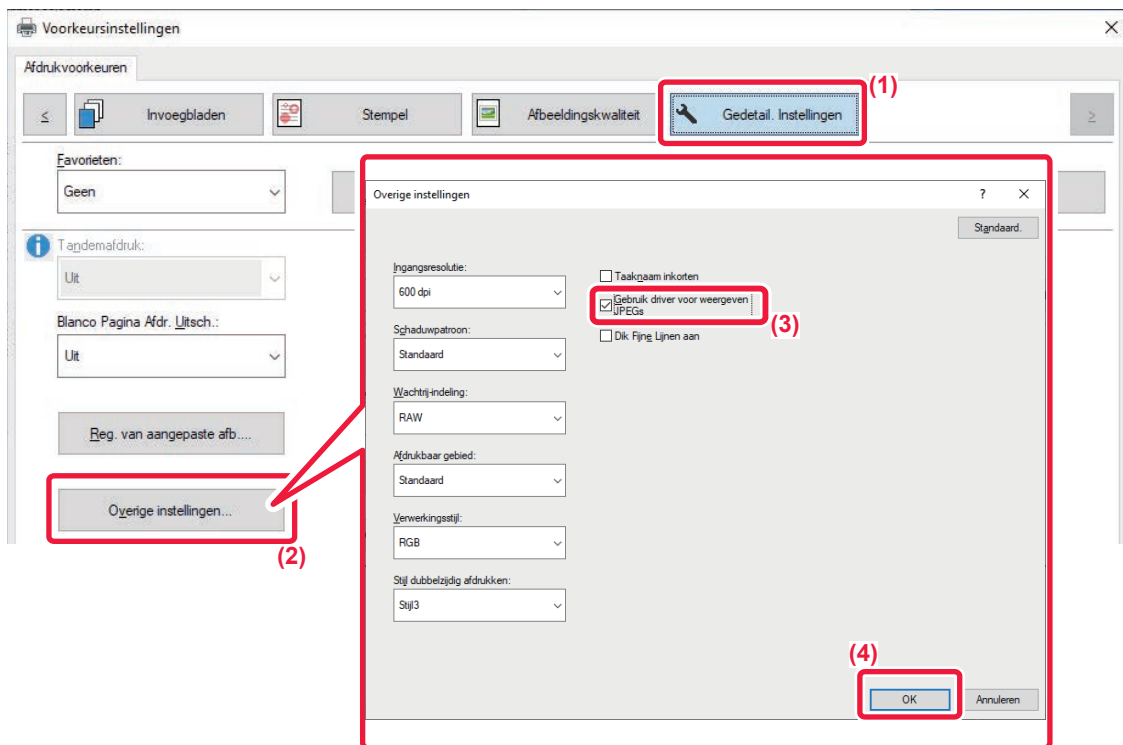 Voorkeursinstellingen
Afdrukvoorkeuren
(1)
<
Invoegbladen
Stempel
Afbeeldingskwaliteit
Gedetail. Instellingen
>
Favorieten:
Geen
Tandemafdruk:
Uit
Blanco Pagina Afdr. Uitsch.:
Uit
Reg. van aangepaste afb....
Overige instellingen...
(2)
Overige instellingen
?
Standaard.
Ingangsresolutie:
600 dpi
Schaduwpatroon:
Standaard
Wachtrij-indeling:
RAW
Afdrukbaar gebied:
Standaard
Verwerkingsstijl:
RGB
Stijl dubbelzijdig afdrukken:
Stijl3
Taaknaam inkorten
Gebruik driver voor weergeven
JPEGs
(3)
Dik Fijne Lijnen aan
(4)
OK
Annuleren